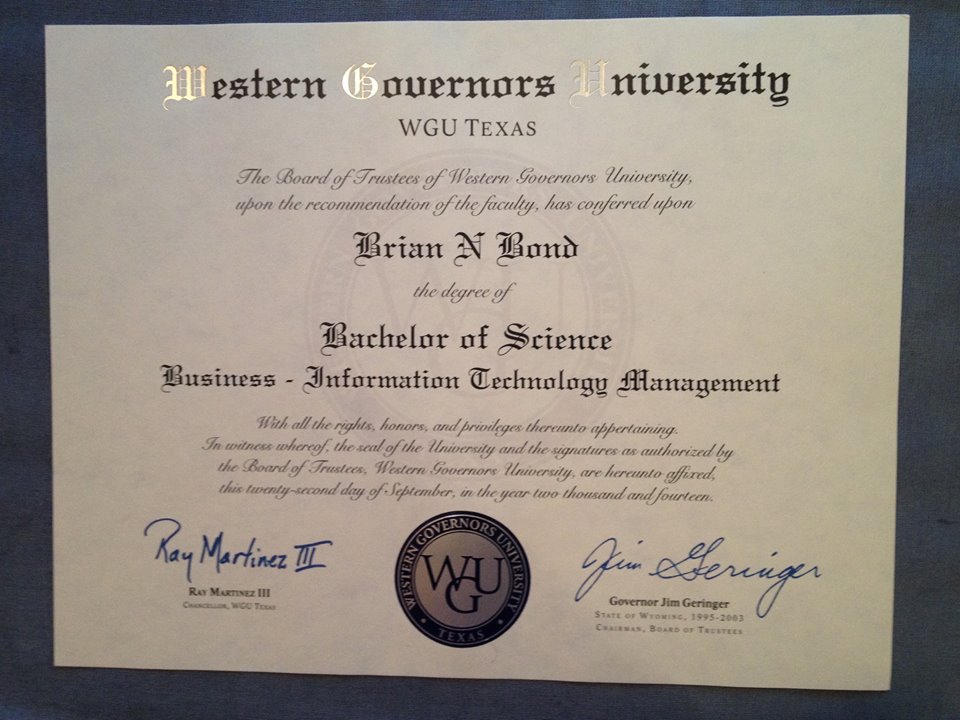 Western Governors University
WGU TEXAS
The Board of Trustees of Western Governors University,
upon the recommendation of the faculty, has conferred upon
Brian N Bond
the degree of
Bachelor of Science
Business - Information Technology Management
With all the rights, honors, and privileges thereunto appertaining.
In witness whereof, the seal of the University and the signatures as authorized by
the Board of Trustees, Western Governors University, are hereunto affixed,
this twenty-second day of September, in the year two thousand and fourteen.
Ray Martinez III
RAY MARTINEZ III
CHANCELLOR, WGU TEXAS
WESTERN GOVERNORS UNIVERSITY
WGU
TEXAS
Jim Geringer
Governor Jim Geringer
STATE OF WYOMING, 1995-2003
CHAIRMAN, BOARD OF TRUSTEES